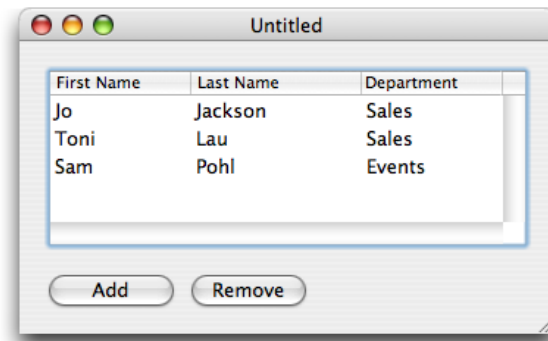 Untitled
First Name Last Name Department
Jo Jackson Sales
Toni Lau Sales
Sam Pohl Events
Add Remove